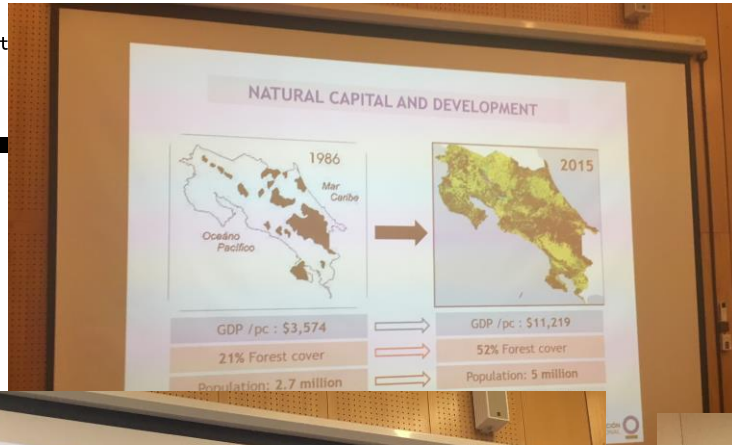 t
NATURAL CAPITAL AND DEVELOPMENT
1986
Mar
Caribe
Oceáno
Pacífico
2015
GDP /pc : $3,574
GDP /pc : $11,219
21% Forest cover
52% Forest cover
Population: 2.7 million
Population: 5 million